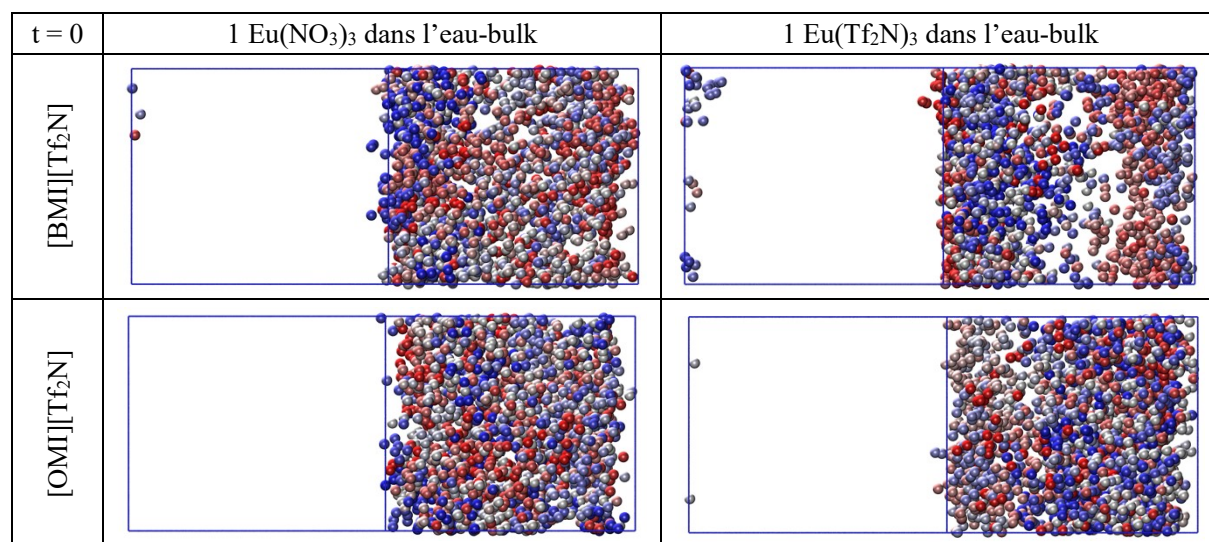 t = 0
1 Eu(NO₃)₃ dans l’eau-bulk
1 Eu(Tf₂N)₃ dans l’eau-bulk
[BMI][Tf₂N]
[OMI][Tf₂N]